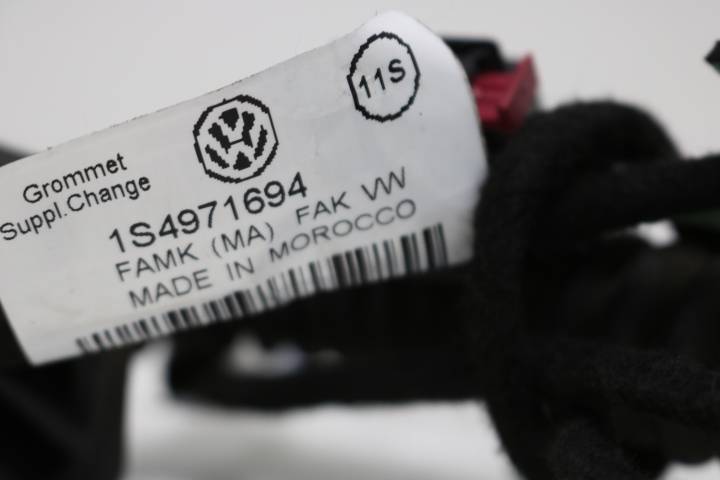 11S
Grommet
Suppl.Change
1S4971694
FAMK (MA) FAK VW
MADE IN MOROCCO